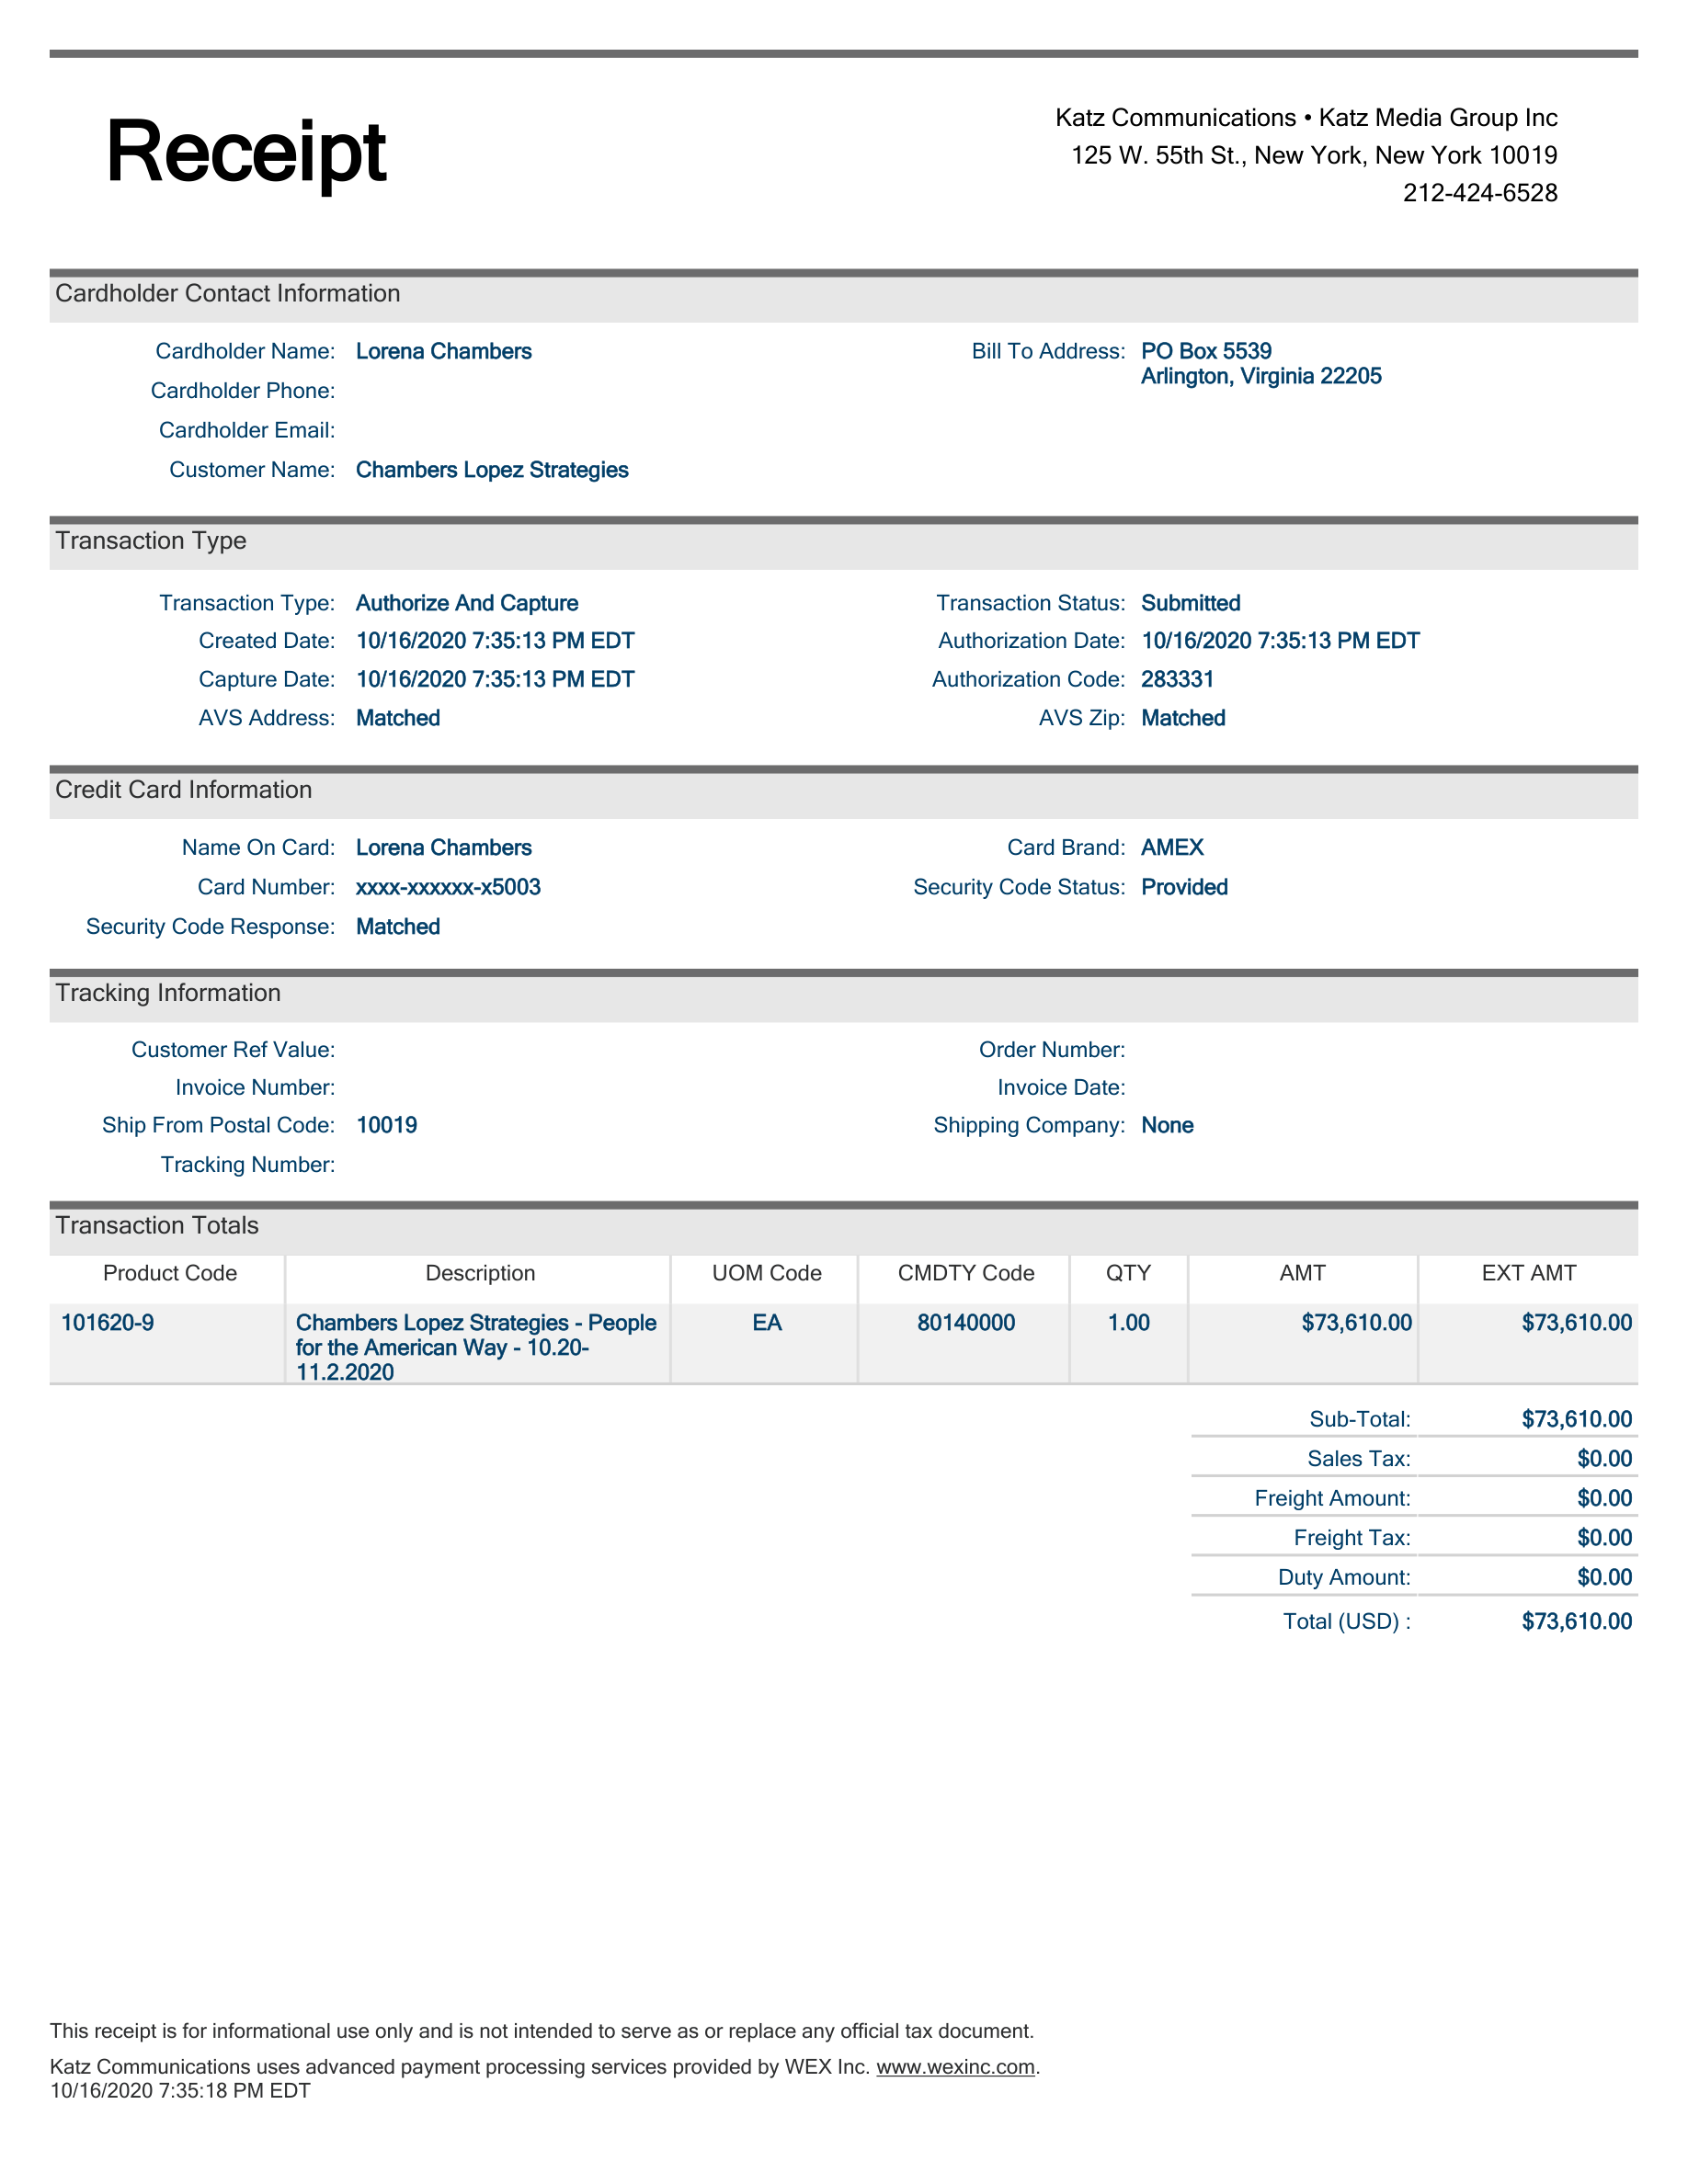 Receipt
Katz Communications • Katz Media Group Inc
125 W. 55th St., New York, New York 10019
212-424-6528
Cardholder Contact Information
Cardholder Name: Lorena Chambers
Bill To Address: PO Box 5539
Arlington, Virginia 22205
Cardholder Phone:
Cardholder Email:
Customer Name: Chambers Lopez Strategies
Transaction Type
Transaction Type: Authorize And Capture Transaction Status: Submitted
Created Date: 10/16/2020 7:35:13 PM EDT Authorization Date: 10/16/2020 7:35:13 PM EDT
Capture Date: 10/16/2020 7:35:13 PM EDT Authorization Code: 283331
AVS Address: Matched AVS Zip: Matched
Credit Card Information
Name On Card: Lorena Chambers Card Brand: AMEX
Card Number: xxxx-xxxxxx-x5003 Security Code Status: Provided
Security Code Response: Matched
Tracking Information
Customer Ref Value: Order Number:
Invoice Number: Invoice Date:
Ship From Postal Code: 10019 Shipping Company: None
Tracking Number:
Transaction Totals
Product Code Description UOM Code CMDTY Code QTY AMT EXT AMT
101620-9 Chambers Lopez Strategies - People EA 80140000 1.00 $73,610.00 $73,610.00
for the American Way - 10.20-
11.2.2020
Sub-Total: $73,610.00
Sales Tax: $0.00
Freight Amount: $0.00
Freight Tax: $0.00
Duty Amount: $0.00
Total (USD) : $73,610.00
This receipt is for informational use only and is not intended to serve as or replace any official tax document.
Katz Communications uses advanced payment processing services provided by WEX Inc. www.wexinc.com.
10/16/2020 7:35:18 PM EDT